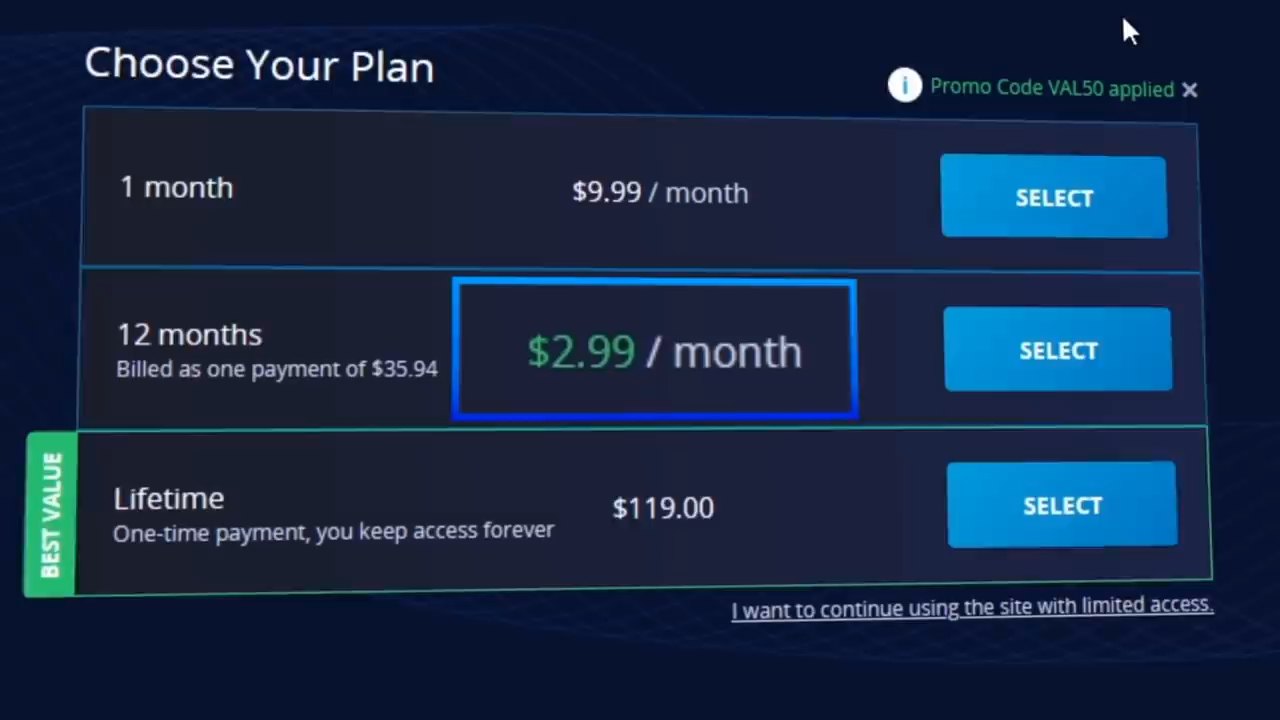 Choose Your Plan
Promo Code VAL50 applied
1 month
$9.99 / month
SELECT
12 months
Billed as one payment of $35.94
$2.99 / month
SELECT
BEST VALUE
Lifetime
One-time payment, you keep access forever
$119.00
SELECT
I want to continue using the site with limited access.